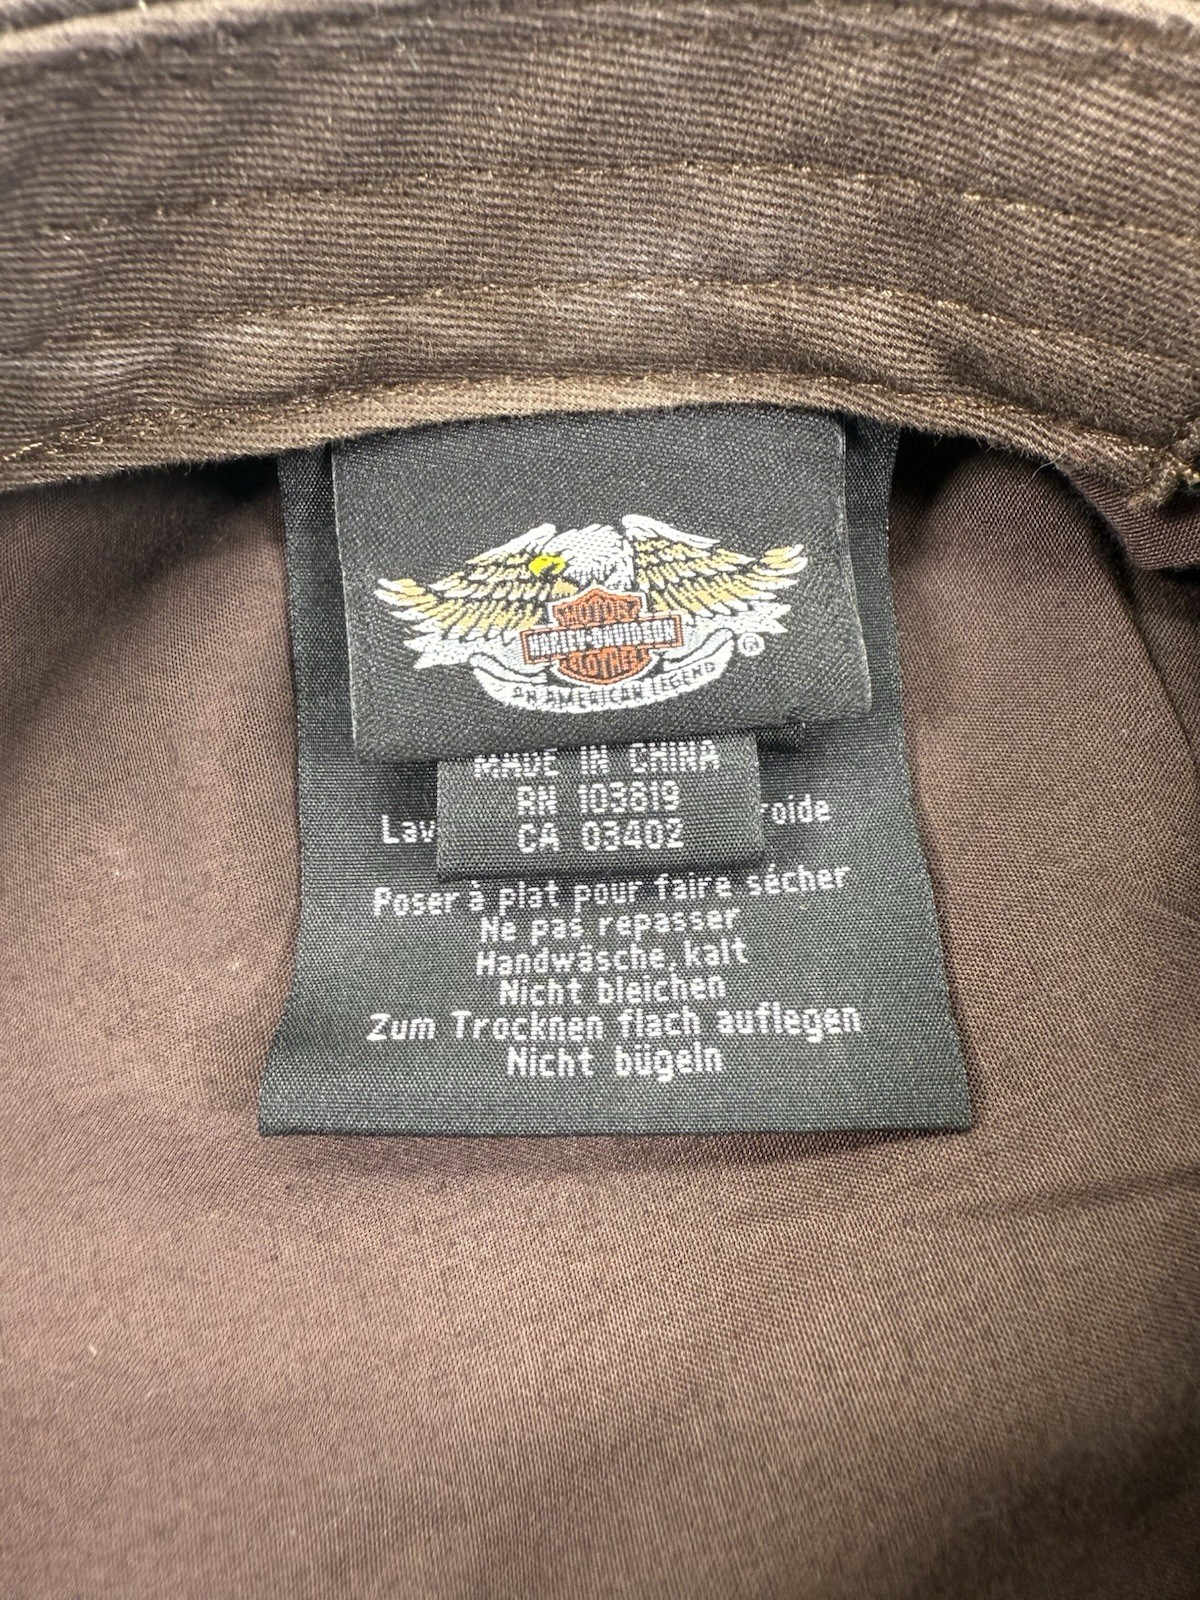 MOTOR
HARLEY-DAVIDSON
CLOTHES
AN AMERICAN LEGEND
®
MADE IN CHINA
RN 103819
CA 03402
Lav roide
Poser à plat pour faire sécher
Ne pas repasser
Handwäsche, kalt
Nicht bleichen
Zum Trocknen flach auflegen
Nicht bügeln